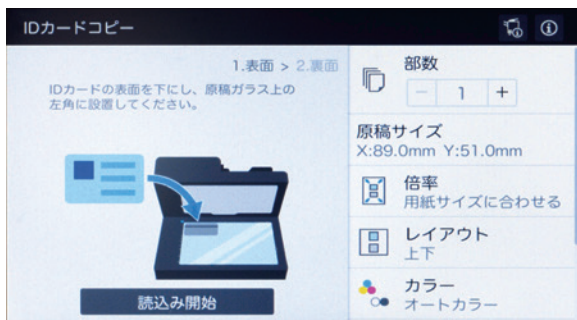 IDカードコピー
1.表面 > 2.裏面
IDカードの表面を下にし、原稿ガラス上の
左角に設置してください。
読込み開始
部数
1
原稿サイズ
X:89.0mm Y:51.0mm
倍率
用紙サイズに合わせる
レイアウト
上下
カラー
オートカラー